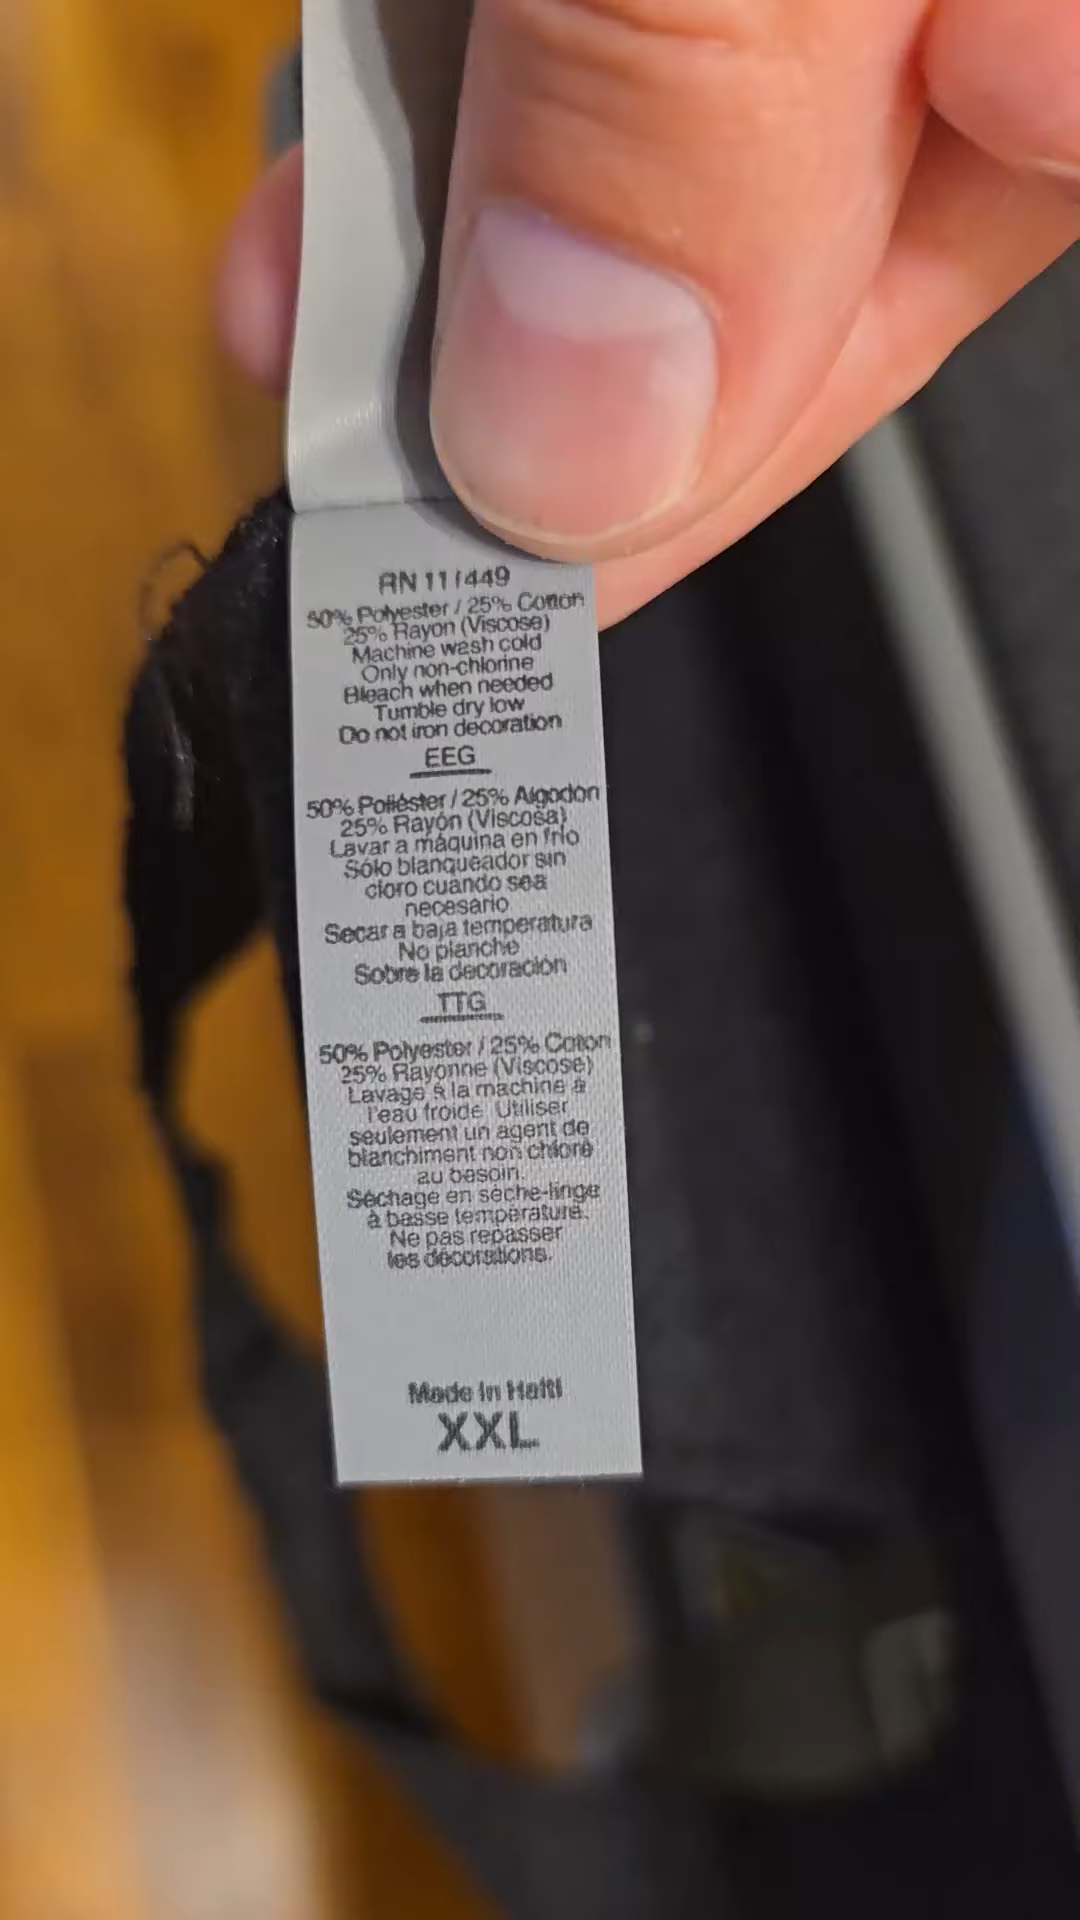 RN 111449
50% Polyester / 25% Cotton
25% Rayon (Viscose)
Machine wash cold
Only non-chlorine
Bleach when needed
Tumble dry low
Do not iron decoration
EEG
50% Poliéster / 25% Algodon
25% Rayón (Viscosa)
Lavar a máquina en frío
Sólo blanqueador sin
cloro cuando sea
necesario
Secar a baja temperatura
No planche
Sobre la decoración
TTG
50% Polyester / 25% Coton
25% Rayonne (Viscose)
Lavage à la machine à
l'eau froide. Utiliser
seulement un agent de
blanchiment non chloré
au besoin.
Séchage en sèche-linge
à basse température.
Ne pas repasser
les décorations.
Made in Haiti
XXL